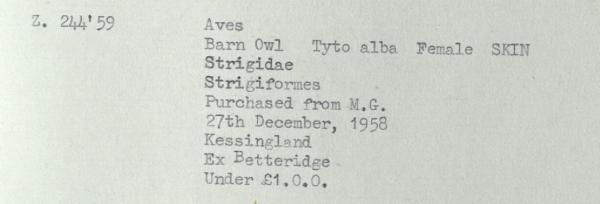 Z. 244'59 Aves
Barn Owl Tyto alba Female SKIN
Strigidae
Strigiformes
Purchased from M.G.
27th December, 1958
Kessingland
Ex Betteridge
Under £1.0.0.